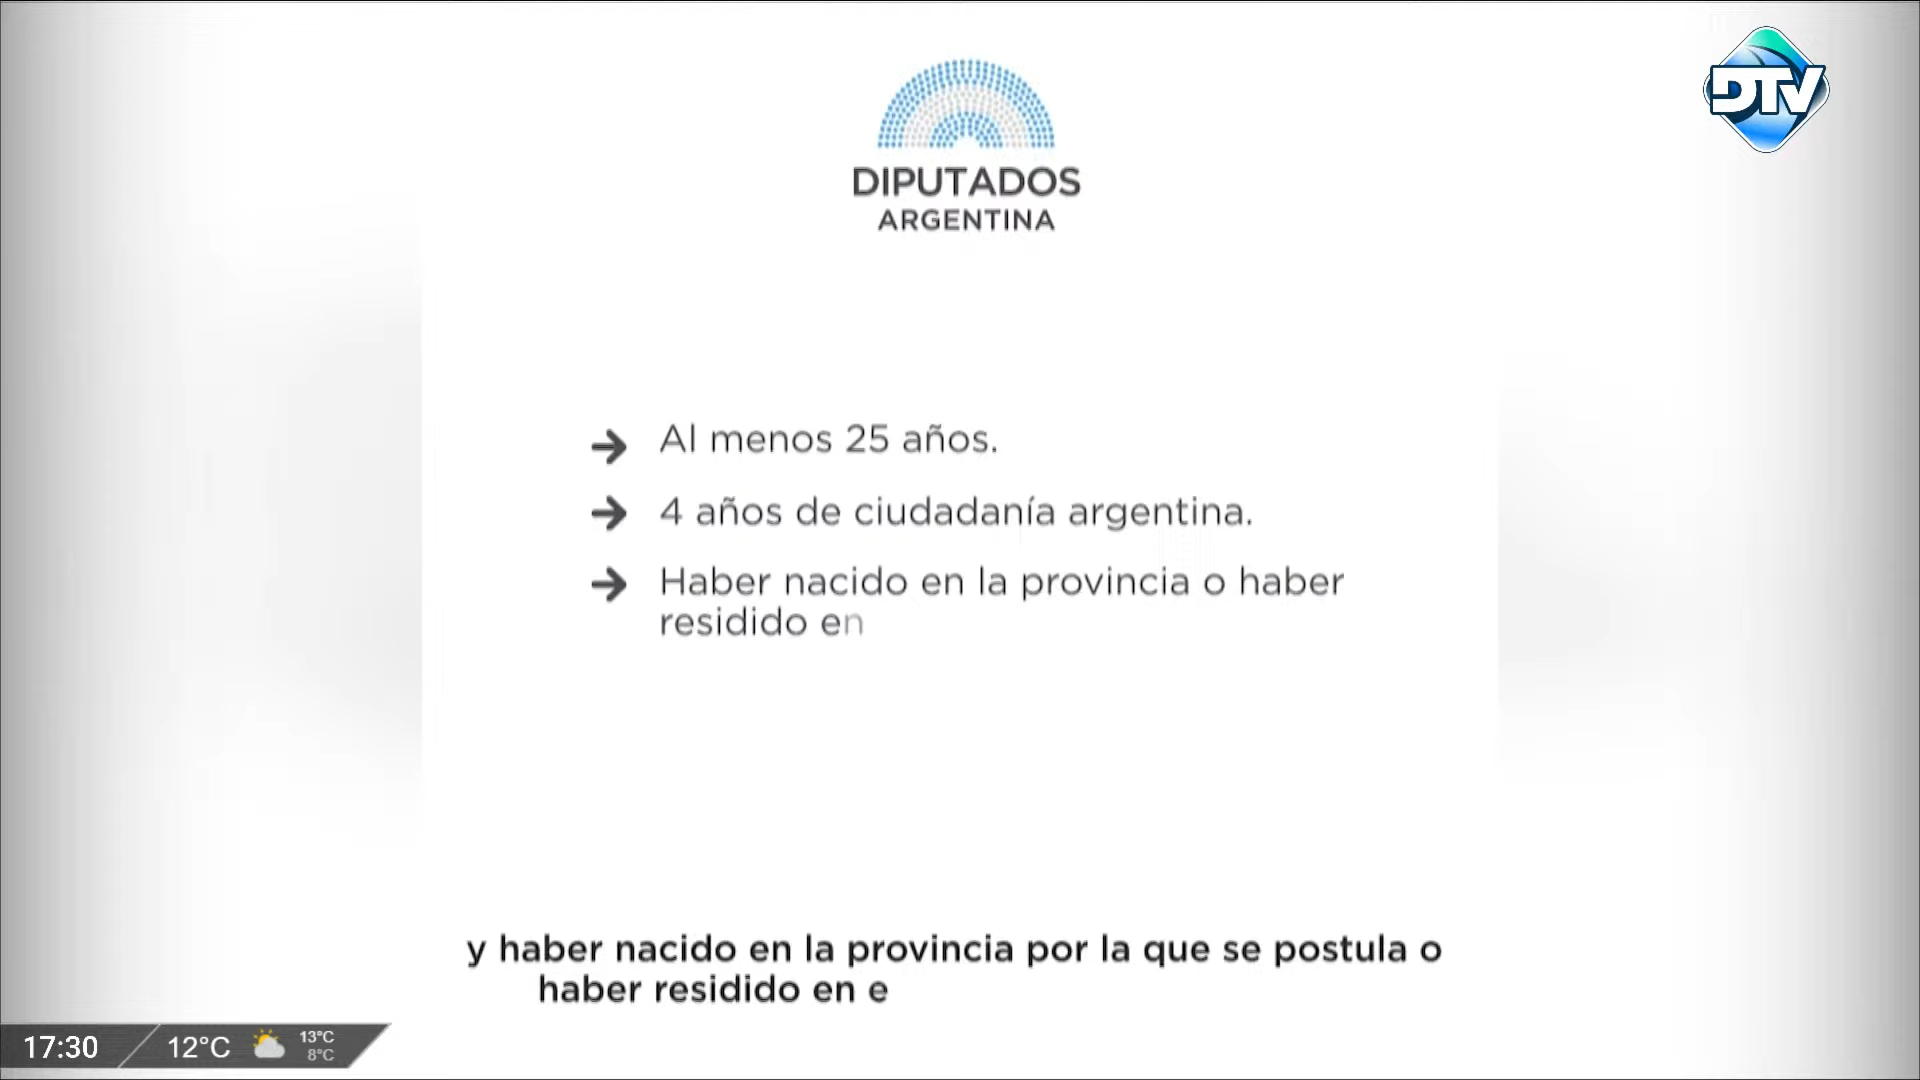 DTV
DIPUTADOS
ARGENTINA
Al menos 25 años.
4 años de ciudadanía argentina.
Haber nacido en la provincia o haber
residido en
y haber nacido en la provincia por la que se postula o
haber residido en e
17:30
12°C
13°C
8°C